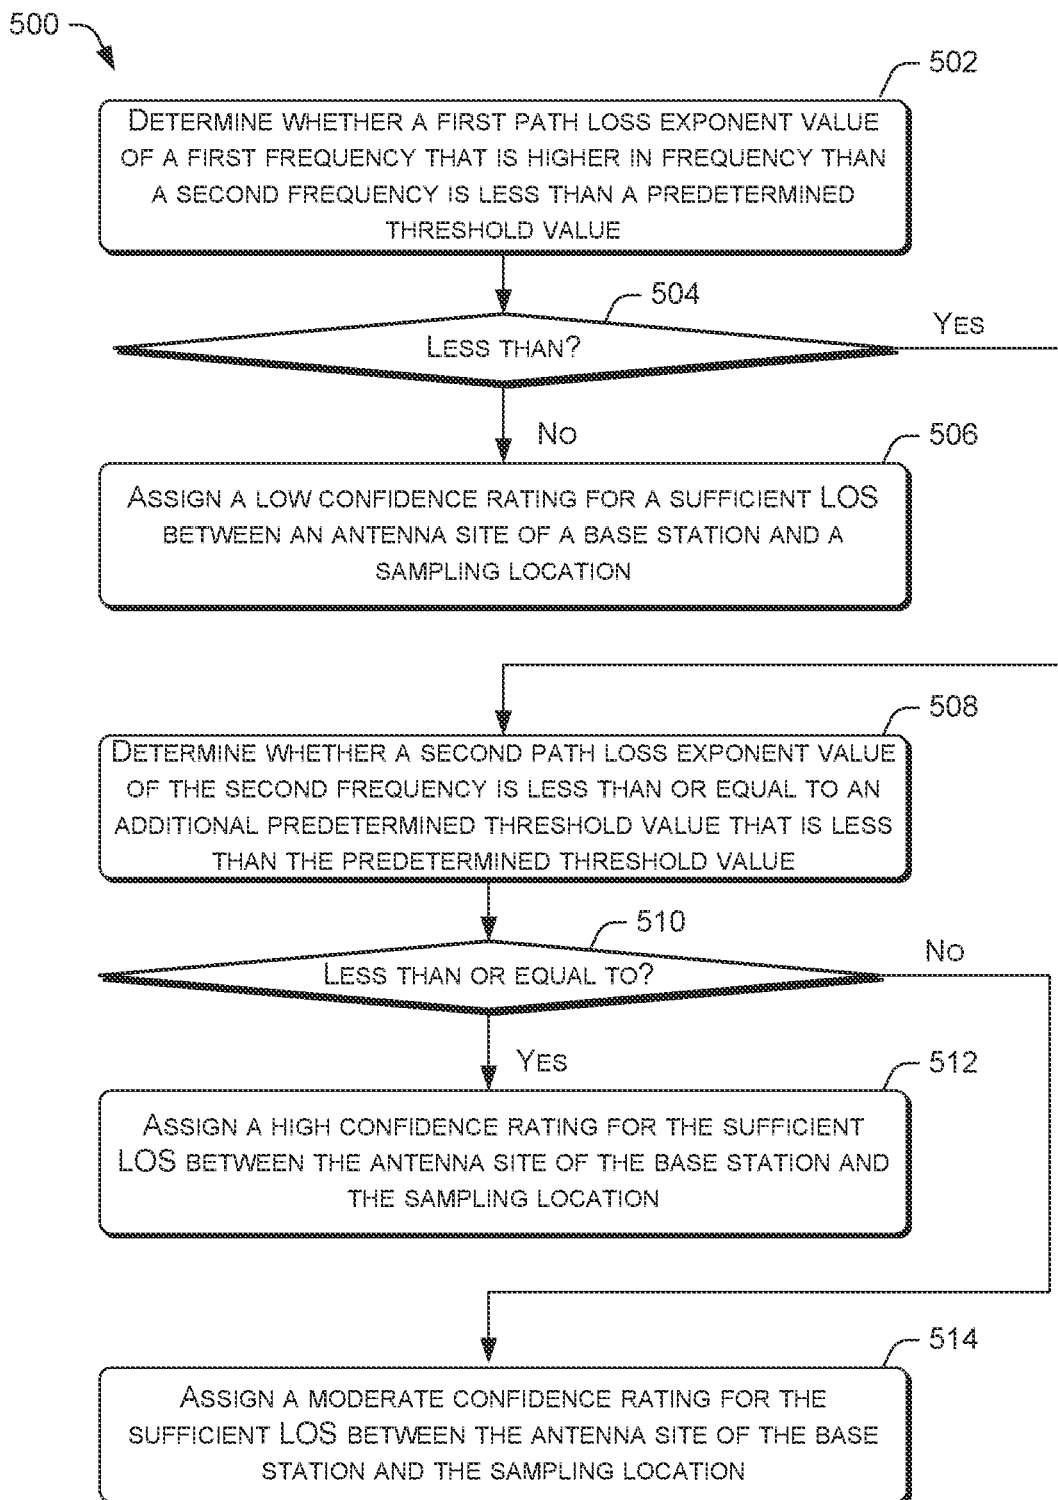 500
502
DETERMINE WHETHER A FIRST PATH LOSS EXPONENT VALUE
OF A FIRST FREQUENCY THAT IS HIGHER IN FREQUENCY THAN
A SECOND FREQUENCY IS LESS THAN A PREDETERMINED
THRESHOLD VALUE
504
LESS THAN?
YES
NO
506
ASSIGN A LOW CONFIDENCE RATING FOR A SUFFICIENT LOS
BETWEEN AN ANTENNA SITE OF A BASE STATION AND A
SAMPLING LOCATION
508
DETERMINE WHETHER A SECOND PATH LOSS EXPONENT VALUE
OF THE SECOND FREQUENCY IS LESS THAN OR EQUAL TO AN
ADDITIONAL PREDETERMINED THRESHOLD VALUE THAT IS LESS
THAN THE PREDETERMINED THRESHOLD VALUE
510
LESS THAN OR EQUAL TO?
NO
YES
512
ASSIGN A HIGH CONFIDENCE RATING FOR THE SUFFICIENT
LOS BETWEEN THE ANTENNA SITE OF THE BASE STATION AND
THE SAMPLING LOCATION
514
ASSIGN A MODERATE CONFIDENCE RATING FOR THE
SUFFICIENT LOS BETWEEN THE ANTENNA SITE OF THE BASE
STATION AND THE SAMPLING LOCATION